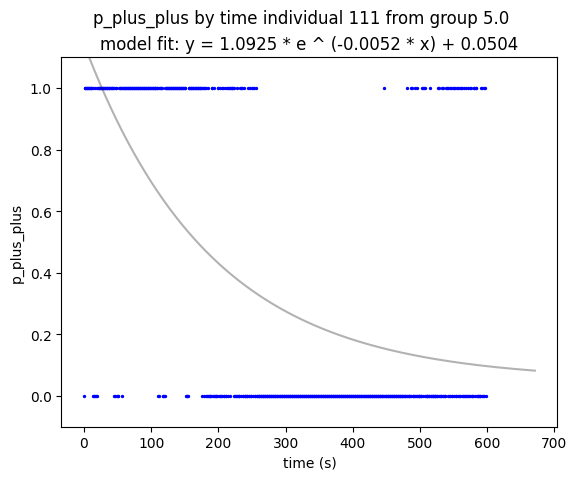 p_plus_plus by time individual 111 from group 5.0
model fit: y = 1.0925 * e ^ (-0.0052 * x) + 0.0504
1.0
0.8
0.6
0.4
0.2
0.0
p_plus_plus
0 100 200 300 400 500 600 700
time (s)